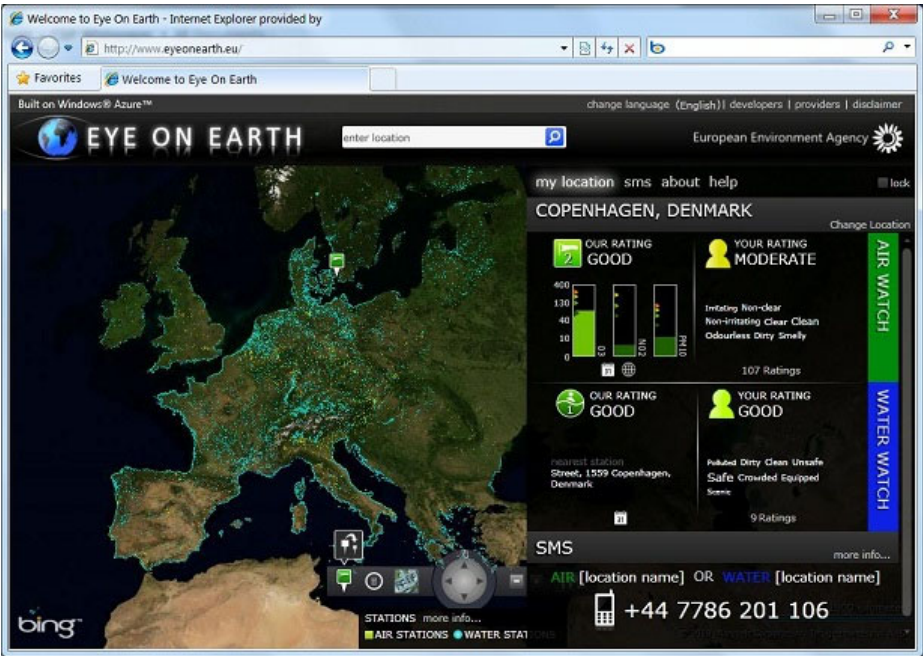 Welcome to Eye On Earth - Internet Explorer provided by
http://www.eyeonearth.eu/
Favorites
Welcome to Eye On Earth
Built on Windows® Azure™
change language (English)| developers | providers | disclaimer
EYE ON EARTH
enter location
European Environment Agency
my location sms about help
lock
COPENHAGEN, DENMARK
Change Location
OUR RATING
GOOD
2
YOUR RATING
MODERATE
AIR WATCH
400
130
40
10
0
O3
NO2
PM10
Irritating Non-clear
Non-irritating Clear Clean
Odourless Dirty Smelly
31
107 Ratings
OUR RATING
GOOD
1
YOUR RATING
GOOD
WATER WATCH
nearest station
Street, 1559 Copenhagen,
Denmark
Polluted Dirty Clean Unsafe
Safe Crowded Equipped
Scenic
31
9 Ratings
SMS
more info...
AIR [location name] OR WATER [location name]
+44 7786 201 106
bing™
STATIONS more info...
AIR STATIONS WATER STATIONS